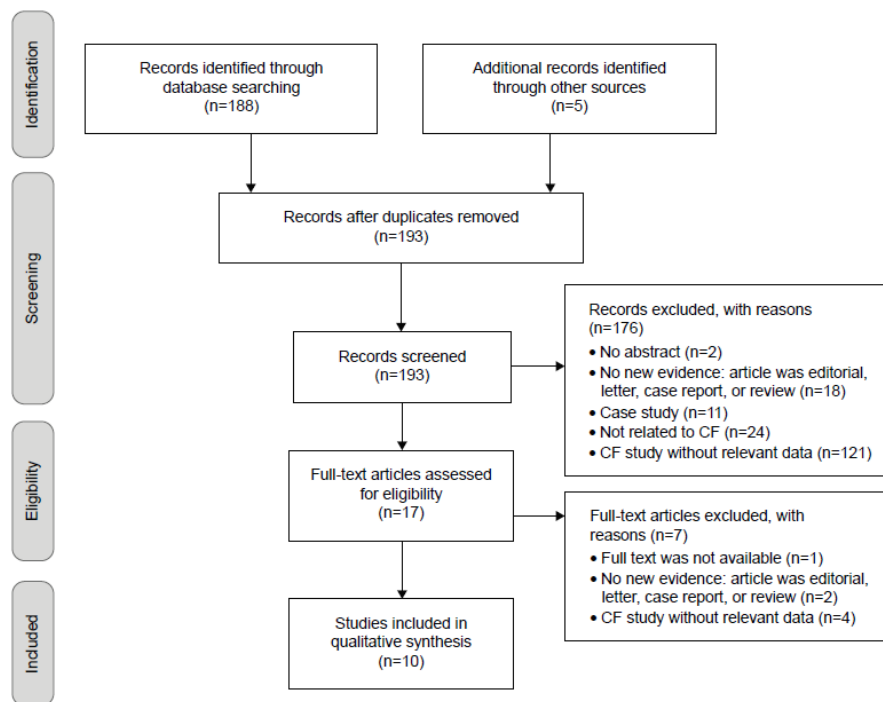 Identification
Records identified through
database searching
(n=188)
Additional records identified
through other sources
(n=5)
Screening
Records after duplicates removed
(n=193)
Records screened
(n=193)
Records excluded, with reasons
(n=176)
• No abstract (n=2)
• No new evidence: article was editorial,
letter, case report, or review (n=18)
• Case study (n=11)
• Not related to CF (n=24)
• CF study without relevant data (n=121)
Eligibility
Full-text articles assessed
for eligibility
(n=17)
Full-text articles excluded, with
reasons (n=7)
• Full text was not available (n=1)
• No new evidence: article was editorial,
letter, case report, or review (n=2)
• CF study without relevant data (n=4)
Included
Studies included in
qualitative synthesis
(n=10)